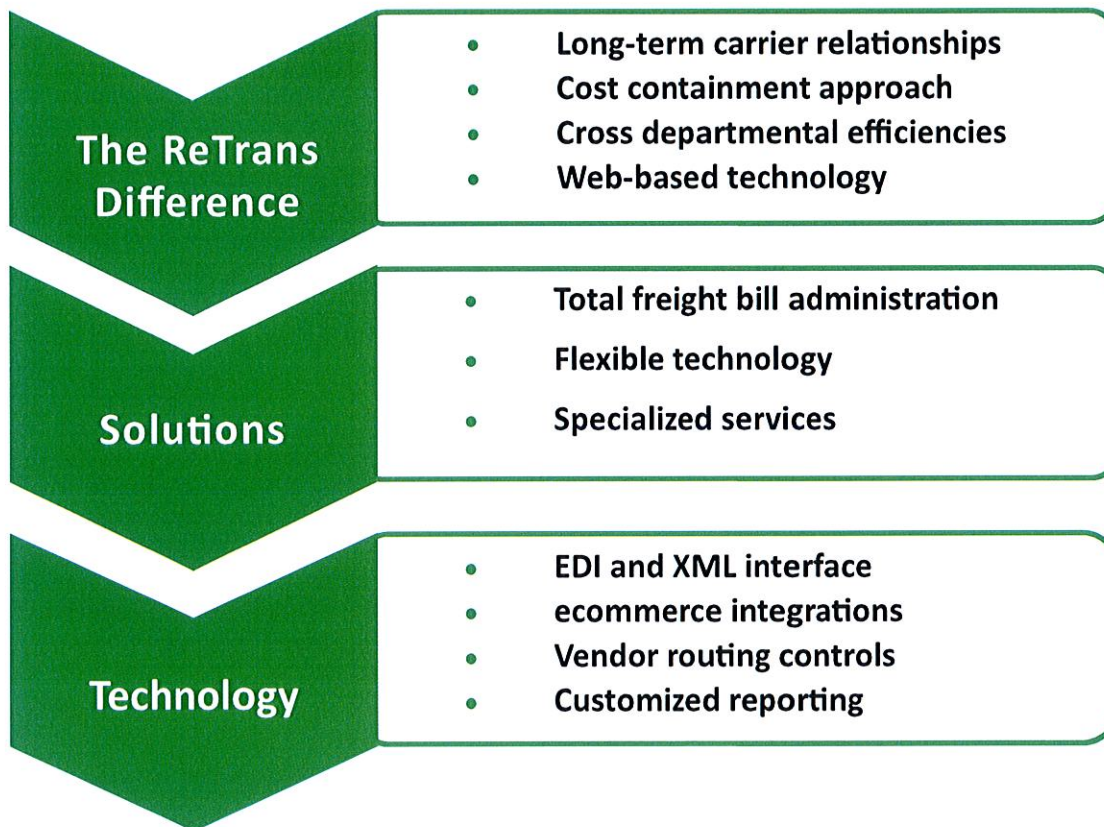 The ReTrans
Difference
• Long-term carrier relationships
• Cost containment approach
• Cross departmental efficiencies
• Web-based technology
Solutions
• Total freight bill administration
• Flexible technology
• Specialized services
Technology
• EDI and XML interface
• ecommerce integrations
• Vendor routing controls
• Customized reporting